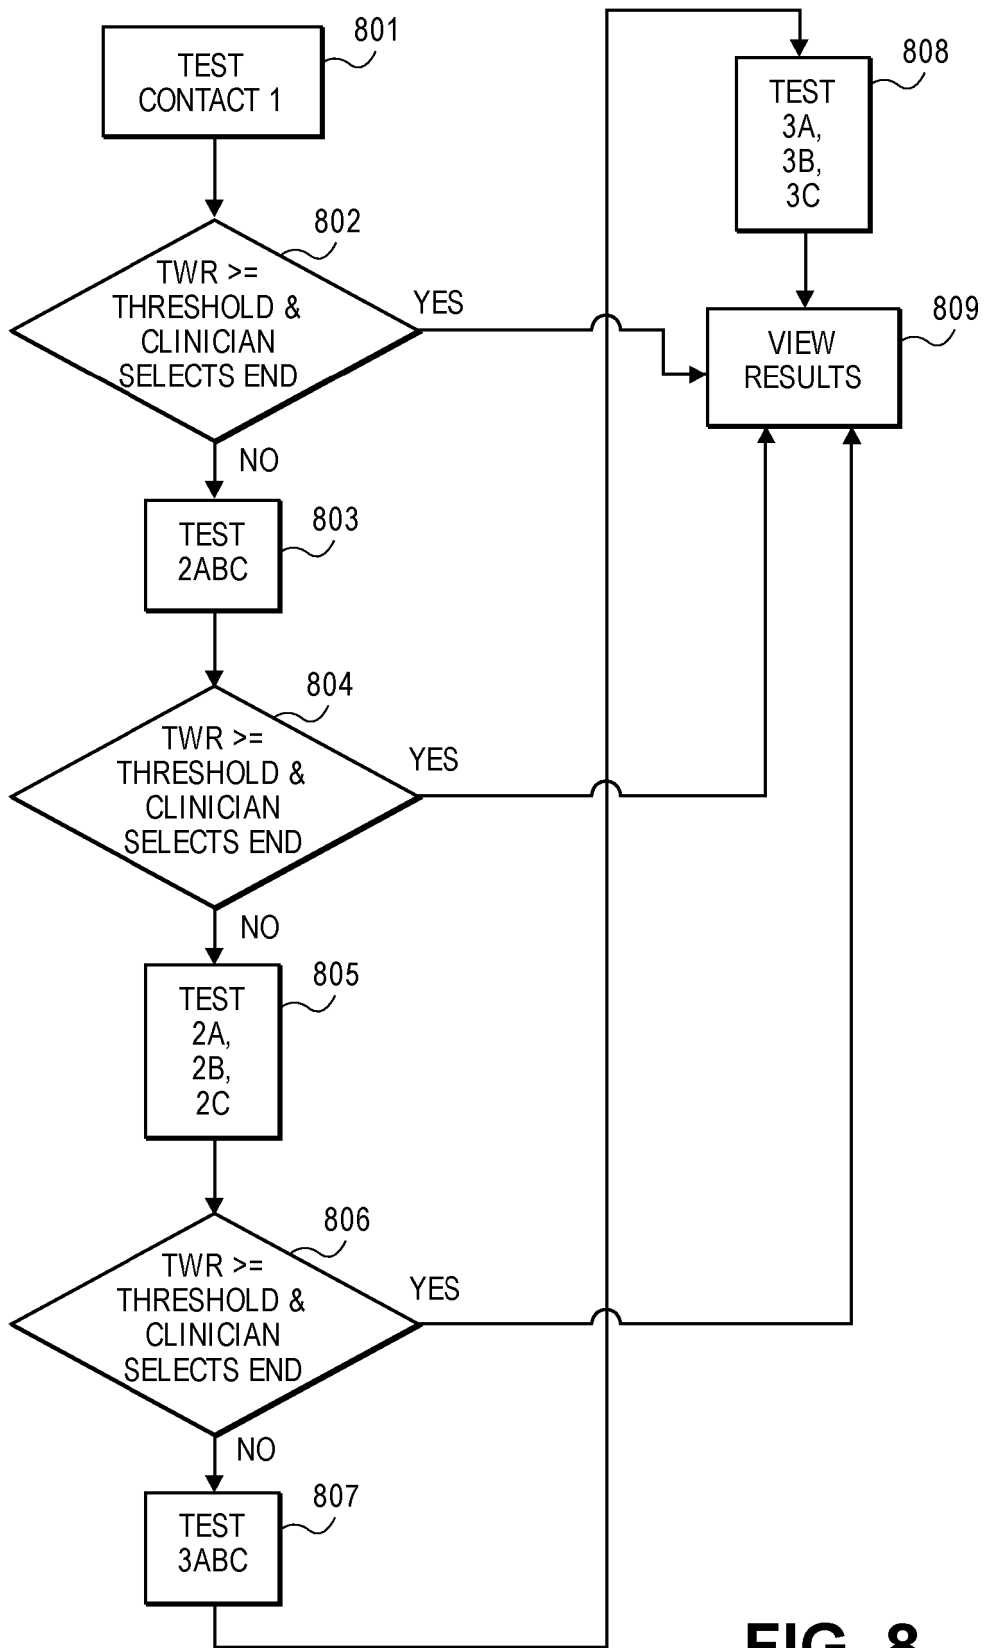 801
TEST
CONTACT 1
802
TWR >=
THRESHOLD &
CLINICIAN
SELECTS END
YES
NO
803
TEST
2ABC
804
TWR >=
THRESHOLD &
CLINICIAN
SELECTS END
YES
NO
805
TEST
2A,
2B,
2C
806
TWR >=
THRESHOLD &
CLINICIAN
SELECTS END
YES
NO
807
TEST
3ABC
808
TEST
3A,
3B,
3C
809
VIEW
RESULTS
FIG. 8